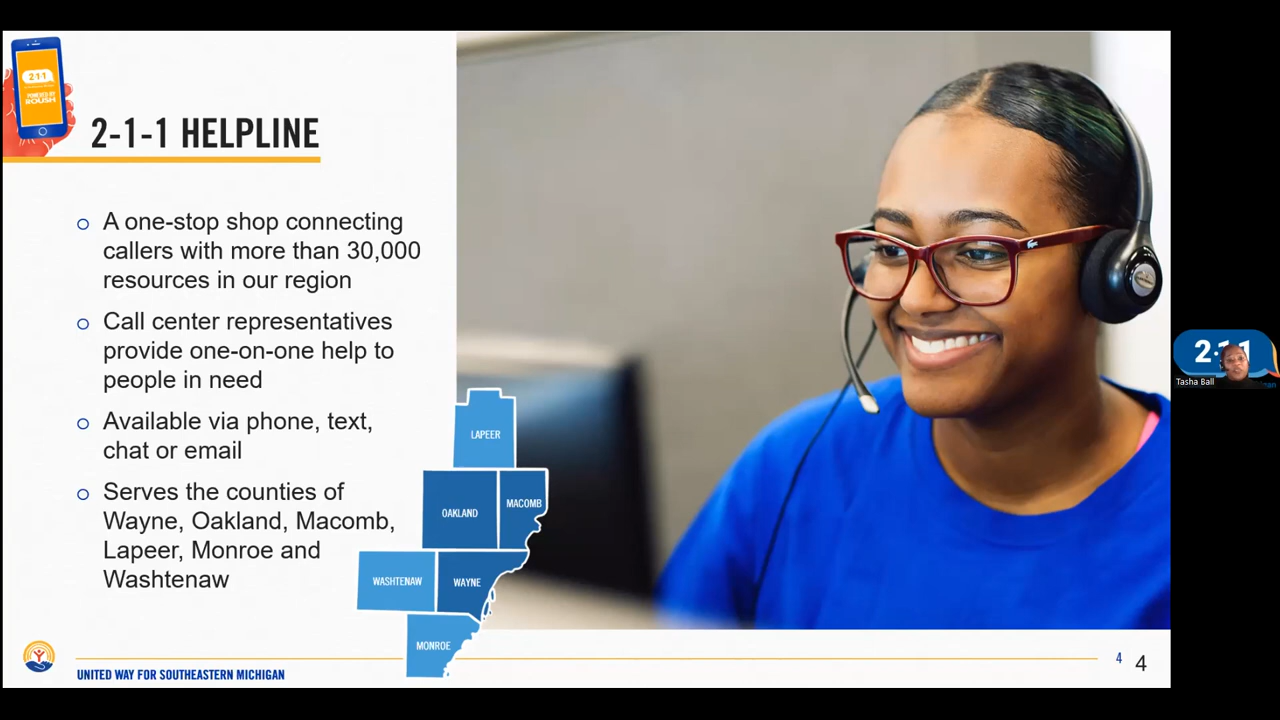 2-1-1
POWERED BY
ROUSH
2-1-1 HELPLINE
o A one-stop shop connecting
callers with more than 30,000
resources in our region
o Call center representatives
provide one-on-one help to
people in need
o Available via phone, text,
chat or email
o Serves the counties of
Wayne, Oakland, Macomb,
Lapeer, Monroe and
Washtenaw
LAPEER
OAKLAND
MACOMB
WASHTENAW
WAYNE
MONROE
UNITED WAY FOR SOUTHEASTERN MICHIGAN
4
4
Tasha Ball